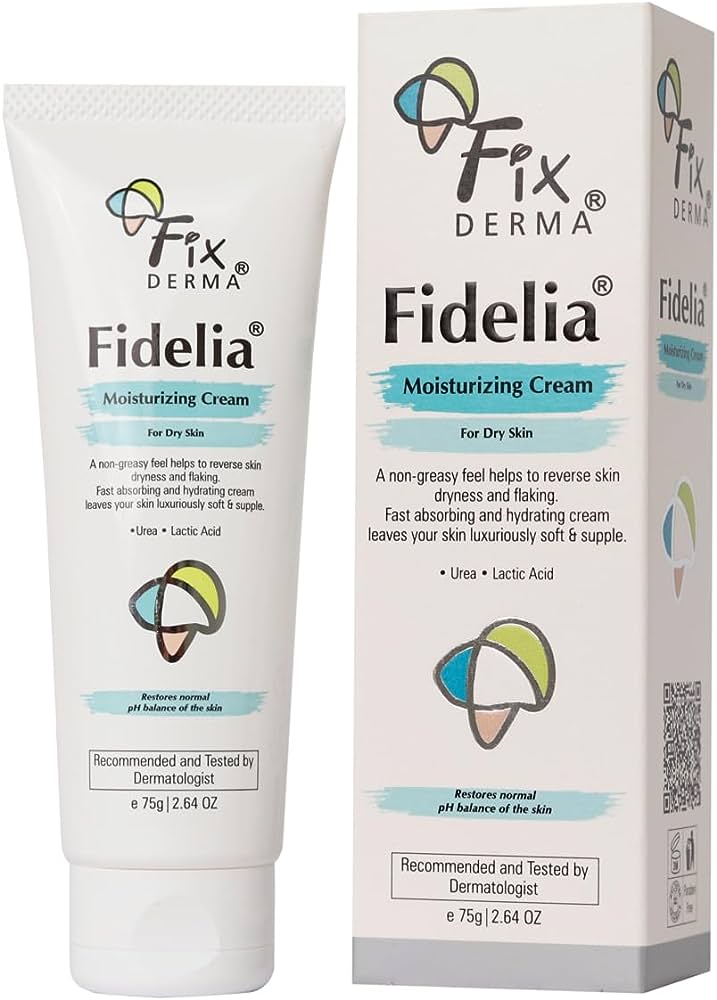 Fix
DERMA®
Fidelia®
Moisturizing Cream
For Dry Skin
A non-greasy feel helps to reverse skin
dryness and flaking.
Fast absorbing and hydrating cream
leaves your skin luxuriously soft & supple.
•Urea • Lactic Acid
Restores normal
pH balance of the skin
Recommended and Tested by
Dermatologist
e 75g | 2.64 OZ
Fix
DERMA®
Fidelia®
Moisturizing Cream
For Dry Skin
A non-greasy feel helps to reverse skin
dryness and flaking.
Fast absorbing and hydrating cream
leaves your skin luxuriously soft & supple.
• Urea • Lactic Acid
Restores normal
pH balance of the skin
Recommended and Tested by
Dermatologist
e 75g | 2.64 OZ
Fix
DERMA®
Fidelia®
Moisturizing Cream
For Dry Skin
Paraben
Free